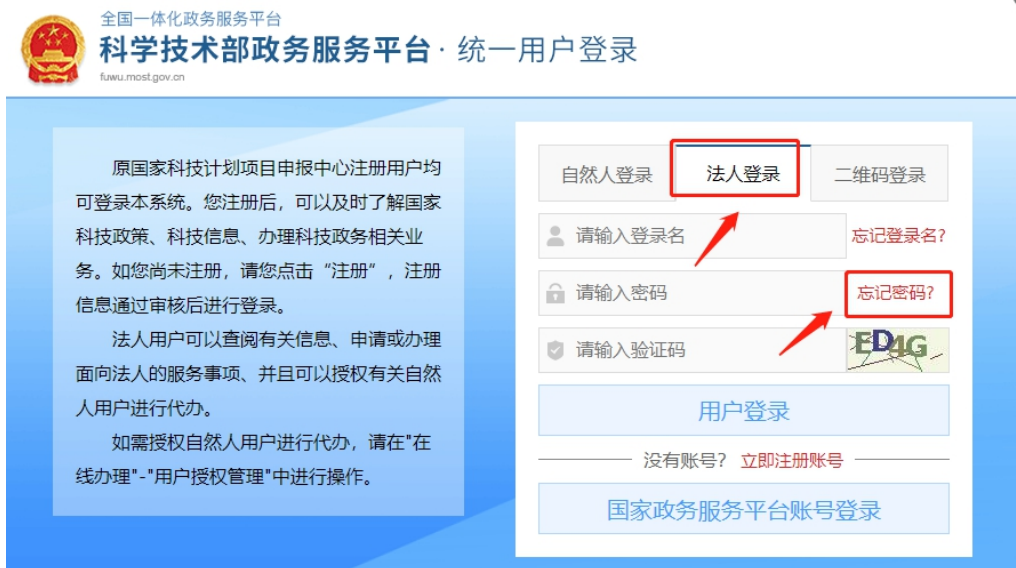 全国一体化政务服务平台
科学技术部政务服务平台·统一用户登录
fuwu.most.gov.cn
原国家科技计划项目申报中心注册用户均
可登录本系统。您注册后，可以及时了解国家
科技政策、科技信息、办理科技政务相关业
务。如您尚未注册，请您点击“注册”，注册
信息通过审核后进行登录。
法人用户可以查阅有关信息、申请或办理
面向法人的服务事项、并且可以授权有关自然
人用户进行代办。
如需授权自然人用户进行代办，请在"在
线办理"-"用户授权管理"中进行操作。
自然人登录 法人登录 二维码登录
请输入登录名 忘记登录名?
请输入密码 忘记密码?
请输入验证码 ED4G
用户登录
没有账号? 立即注册账号
国家政务服务平台账号登录